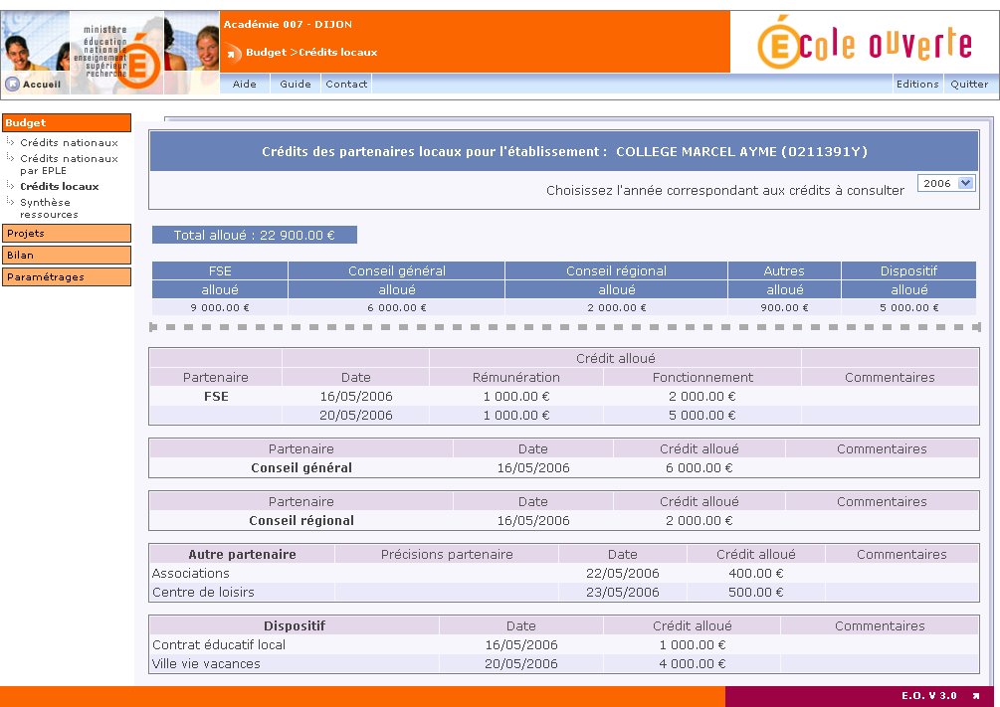 ministère
éducation
nationale
enseignement
supérieur
recherche
é
Accueil
Académie 007 - DIJON
Budget >Crédits locaux
École ouverte
Aide Guide Contact Editions Quitter
Budget
Crédits nationaux
Crédits nationaux
par EPLE
Crédits locaux
Synthèse
ressources
Projets
Bilan
Paramétrages
Crédits des partenaires locaux pour l'établissement : COLLEGE MARCEL AYME (0211391Y)
Choisissez l'année correspondant aux crédits à consulter 2006
Total alloué : 22 900.00 €
FSE Conseil général Conseil régional Autres Dispositif
alloué alloué alloué alloué alloué
9 000.00 € 6 000.00 € 2 000.00 € 900.00 € 5 000.00 €
Crédit alloué
Partenaire Date Rémunération Fonctionnement Commentaires
FSE 16/05/2006 1 000.00 € 2 000.00 €
20/05/2006 1 000.00 € 5 000.00 €
Partenaire Date Crédit alloué Commentaires
Conseil général 16/05/2006 6 000.00 €
Partenaire Date Crédit alloué Commentaires
Conseil régional 16/05/2006 2 000.00 €
Autre partenaire Précisions partenaire Date Crédit alloué Commentaires
Associations 22/05/2006 400.00 €
Centre de loisirs 23/05/2006 500.00 €
Dispositif Date Crédit alloué Commentaires
Contrat éducatif local 16/05/2006 1 000.00 €
Ville vie vacances 20/05/2006 4 000.00 €
E.O. V 3.0